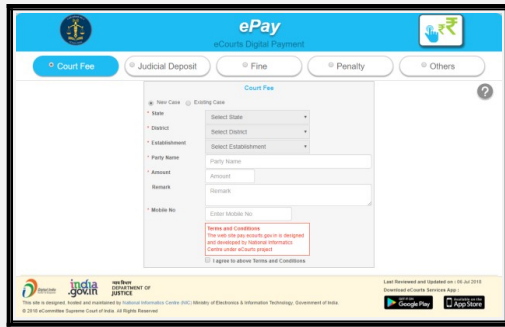 ePay
eCourts Digital Payment
Court Fee
Judicial Deposit
Fine
Penalty
Others
Court Fee
New Case
Existing Case
* State
Select State
* District
Select District
* Establishment
Select Establishment
* Party Name
Party Name
* Amount
Amount
Remark
Remark
* Mobile No
Enter Mobile No
Terms and Conditions
The web site pay.ecourts.gov.in is designed
and developed by National Informatics
Centre under eCourts project
I agree to above Terms and Conditions
india
.gov.in
न्याय विभाग
DEPARTMENT OF
JUSTICE
Last Reviewed and Updated on : 09 Jul 2018
Download eCourts Services App :
This site is designed, hosted and maintained by National Informatics Centre (NIC) Ministry of Electronics & Information Technology, Government of India.
© 2018 eCommittee Supreme Court of India. All Rights Reserved
Google Play
Available on the
App Store